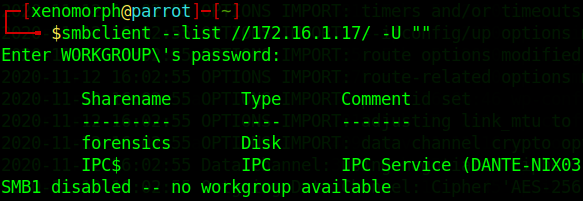 ┌─[xenomorph@parrot]─[~]
└──╼ $smbclient --list //172.16.1.17/ -U ""
Enter WORKGROUP\'s password:
Sharename Type Comment
--------- ---- -------
forensics Disk
IPC$ IPC IPC Service (DANTE-NIX03
SMB1 disabled -- no workgroup available